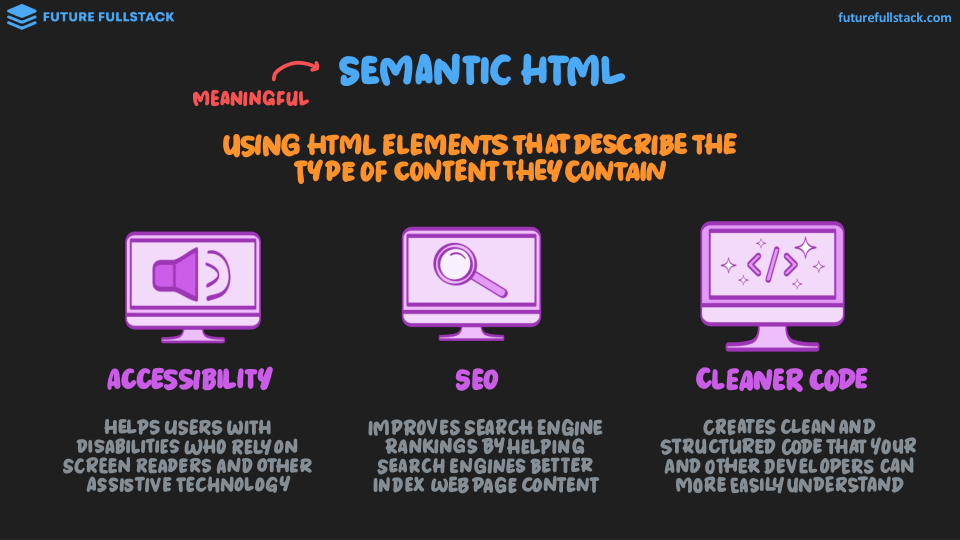 FUTURE FULLSTACK
futurefullstack.com
SEMANTIC HTML
MEANINGFUL
USING HTML ELEMENTS THAT DESCRIBE THE
TYPE OF CONTENT THEY CONTAIN
</>
ACCESSIBILITY
HELPS USERS WITH
DISABILITIES WHO RELY ON
SCREEN READERS AND OTHER
ASSISTIVE TECHNOLOGY
SEO
IMPROVES SEARCH ENGINE
RANKINGS BY HELPING
SEARCH ENGINES BETTER
INDEX WEB PAGE CONTENT
CLEANER CODE
CREATES CLEAN AND
STRUCTURED CODE THAT YOUR
AND OTHER DEVELOPERS CAN
MORE EASILY UNDERSTAND